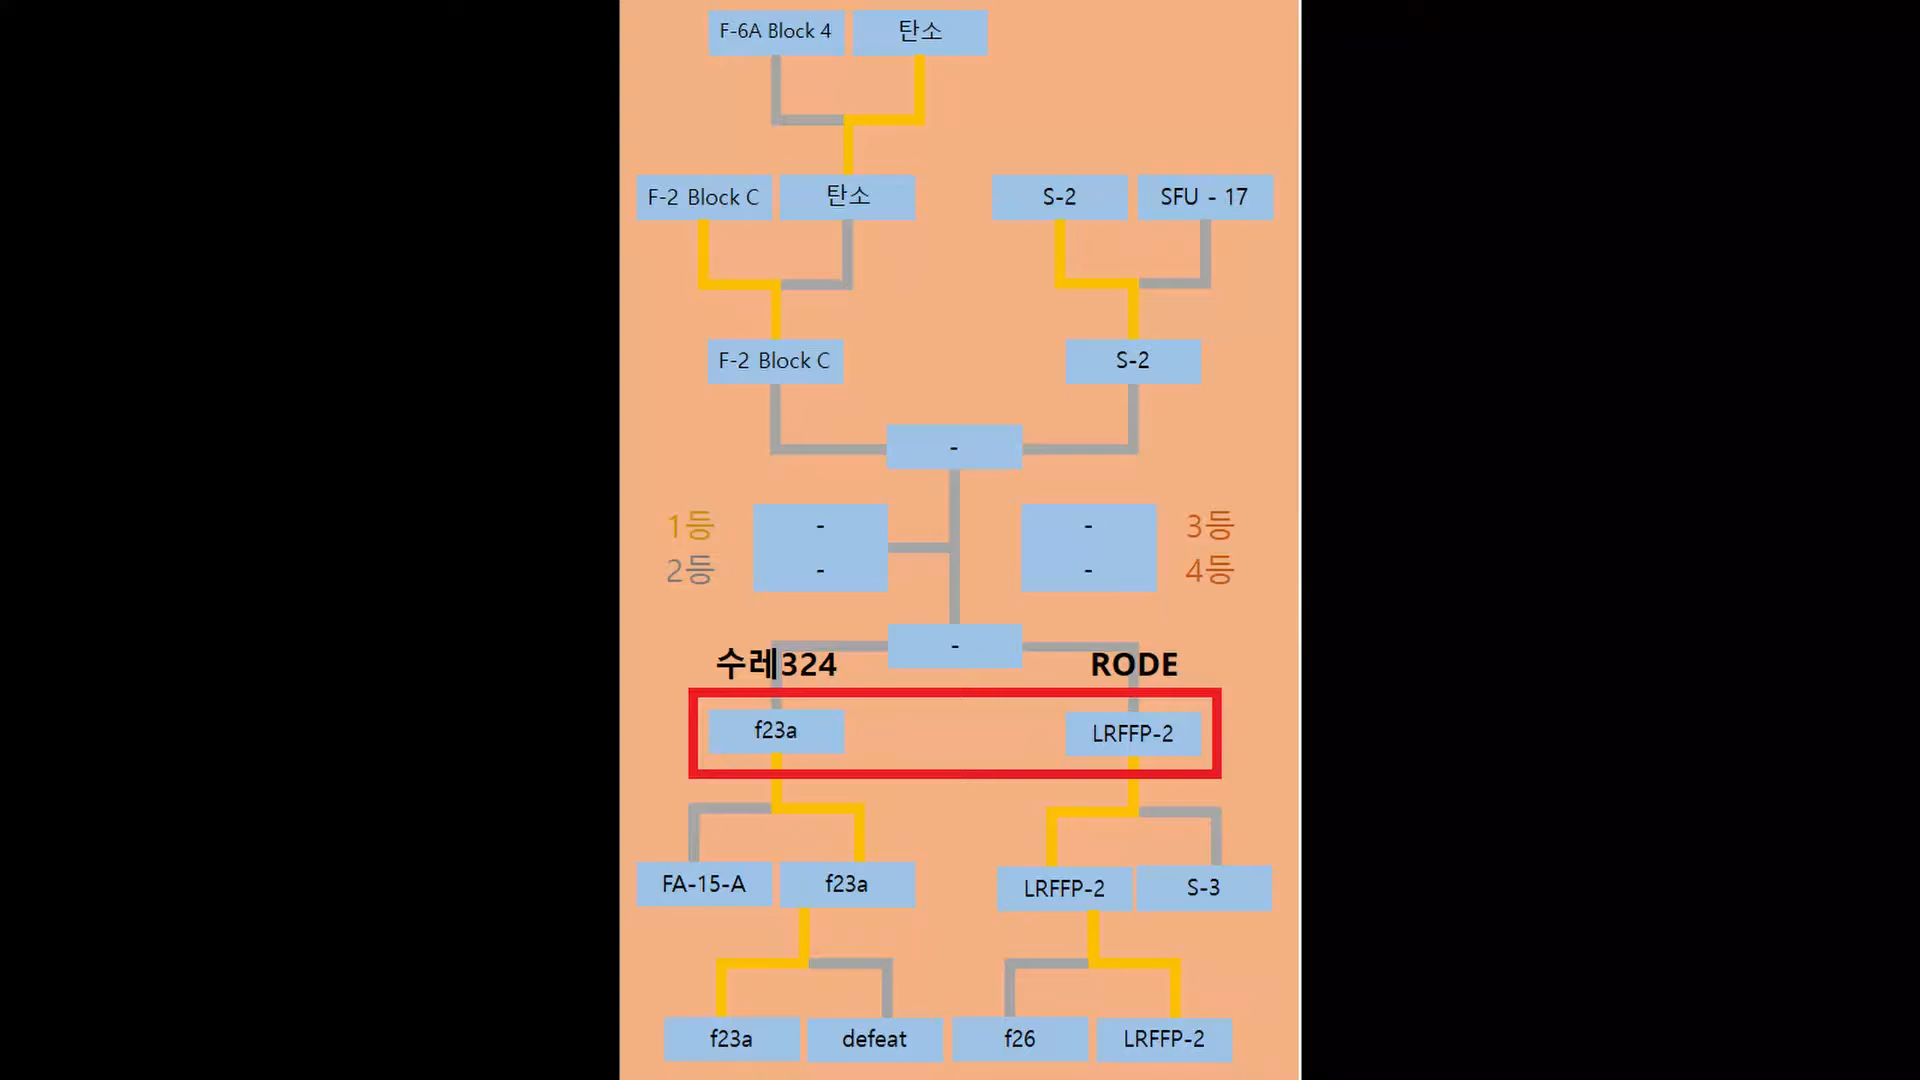 F-6A Block 4
탄소
F-2 Block C
탄소
S-2
SFU - 17
F-2 Block C
S-2
-
1등
-
-
3등
2등
-
-
4등
-
수레324
RODE
f23a
LRFFP-2
FA-15-A
f23a
LRFFP-2
S-3
f23a
defeat
f26
LRFFP-2